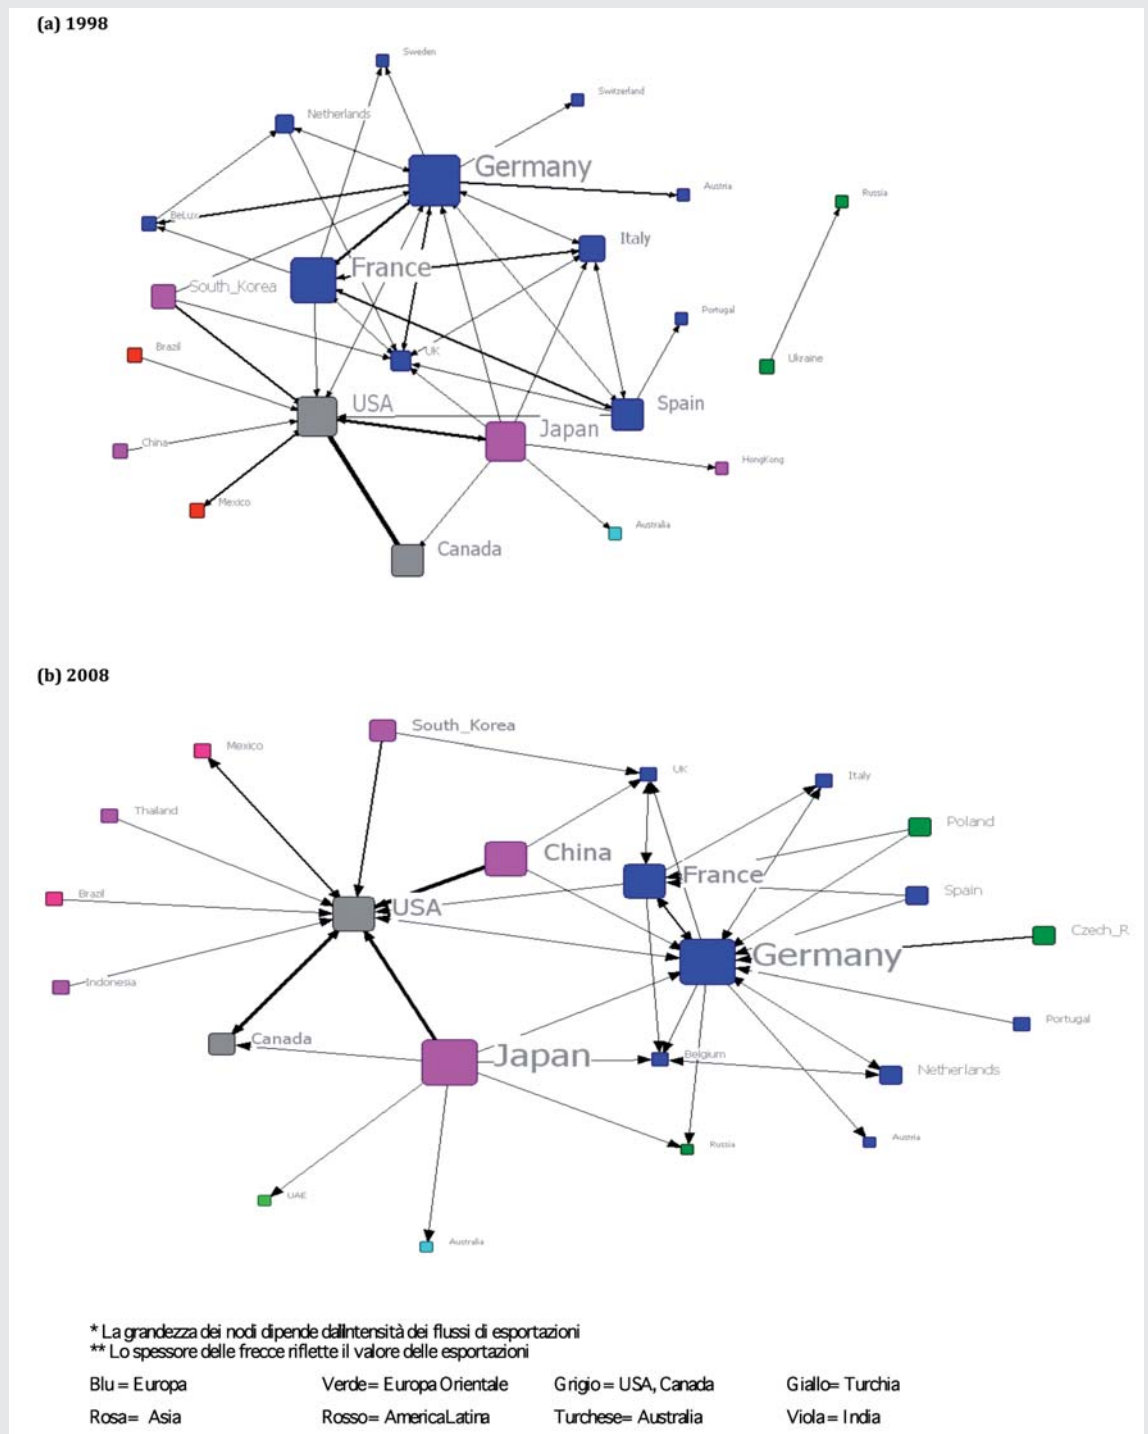 (a) 1998
Sweden
Switzerland
Netherlands
Germany
Austria
Russia
BeLux
Italy
France
South_Korea
Portugal
Brazil
UK
Ukraine
USA
Spain
Japan
China
HongKong
Mexico
Australia
Canada
(b) 2008
South_Korea
Mexico
UK
Italy
Thailand
Poland
China
France
Brazil
USA
Spain
Czech_R
Germany
Indonesia
Portugal
Canada
Japan
Belgium
Netherlands
Russia
Austria
UAE
Australia
* La grandezza dei nodi dipende dall'intensità dei flussi di esportazioni
** Lo spessore delle frecce riflette il valore delle esportazioni
Blu = Europa Verde= Europa Orientale Grigio= USA, Canada Giallo= Turchia
Rosa= Asia Rosso= AmericaLatina Turchese= Australia Viola= India